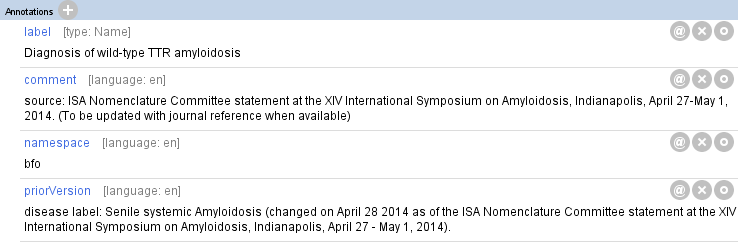 Annotations
label [type: Name]
Diagnosis of wild-type TTR amyloidosis
comment [language: en]
source: ISA Nomenclature Committee statement at the XIV International Symposium on Amyloidosis, Indianapolis, April 27-May 1,
2014. (To be updated with journal reference when available)
namespace [language: en]
bfo
priorVersion [language: en]
disease label: Senile systemic Amyloidosis (changed on April 28 2014 as of the ISA Nomenclature Committee statement at the XIV
International Symposium on Amyloidosis, Indianapolis, April 27 - May 1, 2014).